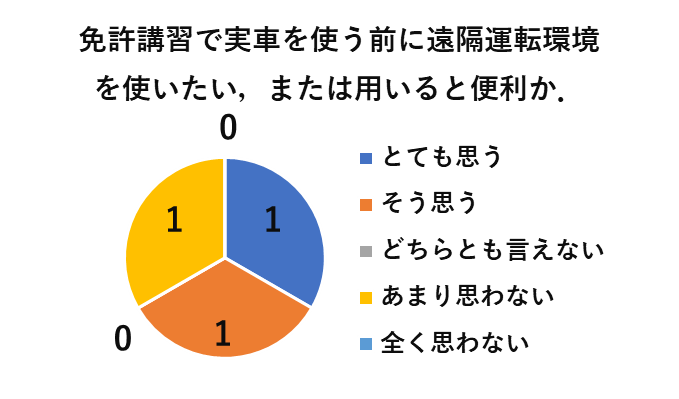 免許講習で実車を使う前に遠隔運転環境
を使いたい，または用いると便利か．
0
1
1
0
1
とても思う
そう思う
どちらとも言えない
あまり思わない
全く思わない